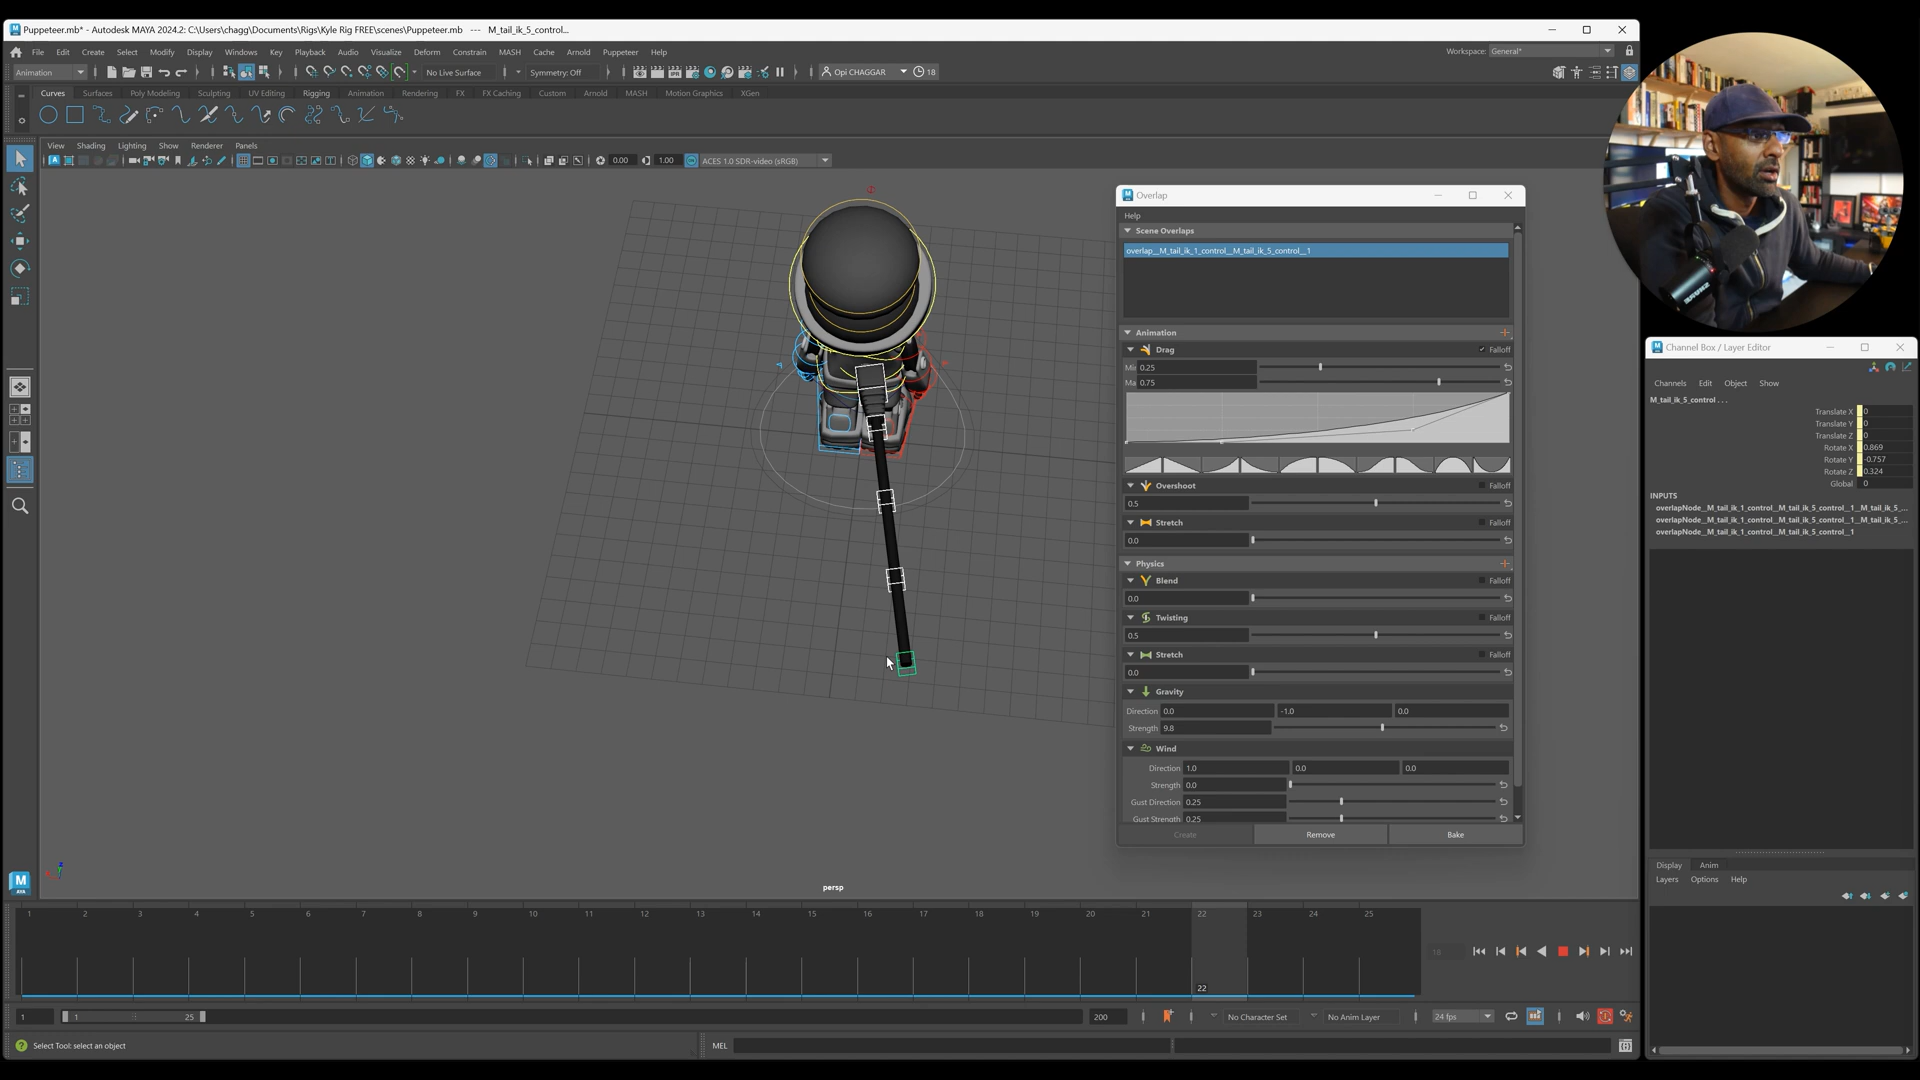 Puppeteer.mb* - Autodesk MAYA 2024.2: C:\Users\chagg\Documents\Rigs\Kyle Rig FREE\scenes\Puppeteer.mb --- M_tail_ik_5_control...
File Edit Create Select Modify Display Windows Key Playback Audio Visualize Deform Constrain MASH Cache Arnold Puppeteer Help
Workspace: General*
Animation
No Live Surface
Symmetry: Off
Opi CHAGGAR
18
Curves Surfaces Poly Modeling Sculpting UV Editing Rigging Animation Rendering FX FX Caching Custom Arnold MASH Motion Graphics XGen
View Shading Lighting Show Renderer Panels
0.00
1.00
ACES 1.0 SDR-video (sRGB)
persp
Overlap
Help
Scene Overlaps
overlap__M_tail_ik_1_control__M_tail_ik_5_control__1
Animation
Drag
Falloff
Mi 0.25
Ma 0.75
Overshoot
Falloff
0.5
Stretch
Falloff
0.0
Physics
Blend
Falloff
0.0
Twisting
Falloff
0.5
Stretch
Falloff
0.0
Gravity
Direction 0.0 -1.0 0.0
Strength 9.8
Wind
Direction 1.0 0.0 0.0
Strength 0.0
Gust Direction 0.25
Gust Strength 0.25
Create Remove Bake
Channel Box / Layer Editor
Channels Edit Object Show
M_tail_ik_5_control . . .
Translate X 0
Translate Y 0
Translate Z 0
Rotate X 0.869
Rotate Y -0.757
Rotate Z 0.324
Global 0
INPUTS
overlapNode__M_tail_ik_1_control__M_tail_ik_5_control__1__M_tail_ik_5_...
overlapNode__M_tail_ik_1_control__M_tail_ik_5_control__1__M_tail_ik_5_...
overlapNode__M_tail_ik_1_control__M_tail_ik_5_control__1
Display Anim
Layers Options Help
1 2 3 4 5 6 7 8 9 10 11 12 13 14 15 16 17 18 19 20 21 22 23 24 25
18
22
1
1
25
200
No Character Set
No Anim Layer
24 fps
Select Tool: select an object
MEL
M
AYA